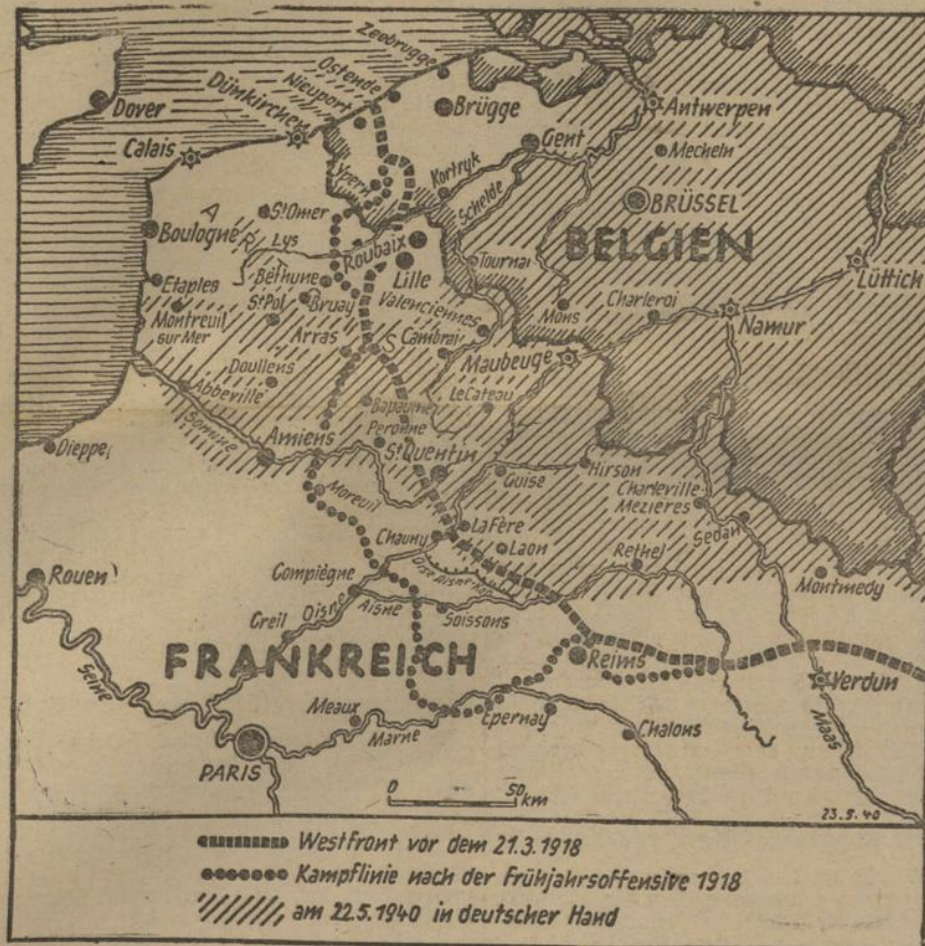 Zeebrugge
Ostende
Nieuport
Dünkirchen
Dover
Brügge
Antwerpen
Calais
Gent
Mecheln
Ypern
Kortryk
Schelde
BRÜSSEL
St Omer
A
Boulogne
R
Lys
Roubaix
BELGIEN
Lille
Tournai
Lüttich
Etaples
Bethune
Valenciennes
Charleroi
Montreuil
sur Mer
St Pol
Bruay
Mons
Namur
Arras
S
Cambrai
Maubeuge
Doullens
Abbeville
Le Cateau
Bapaume
Somme
Amiens
Peronne
Dieppe
St Quentin
Guise
Hirson
Moreuil
Charleville
Mezieres
La Fère
Sedan
Chauny
Laon
Rethel
Rouen
Compiègne
Oise Aisne-
Montmedy
Creil
Oise
Aisne
Soissons
FRANKREICH
Reims
Seine
Verdun
Meaux
Marne
Epernay
Chalons
Maas
PARIS
0 50
km
23.5.40
Westfront vor dem 21.3.1918
Kampflinie nach der Frühjahrsoffensive 1918
am 22.5.1940 in deutscher Hand